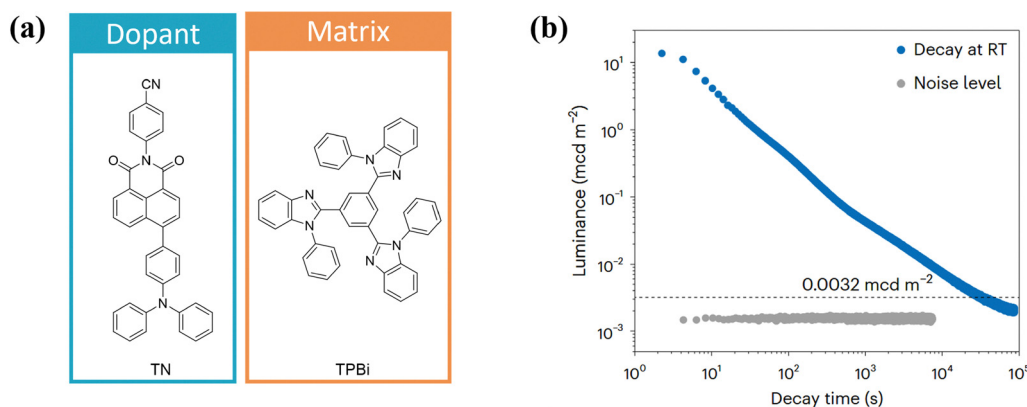 (a)
Dopant
Matrix
CN
O
N
O
N
TN
N
N
N
N
N
N
TPBi
(b)
Luminance (mcd m⁻²)
10¹
10⁰
10⁻¹
10⁻²
10⁻³
Decay at RT
Noise level
0.0032 mcd m⁻²
10⁰ 10¹ 10² 10³ 10⁴ 10⁵
Decay time (s)